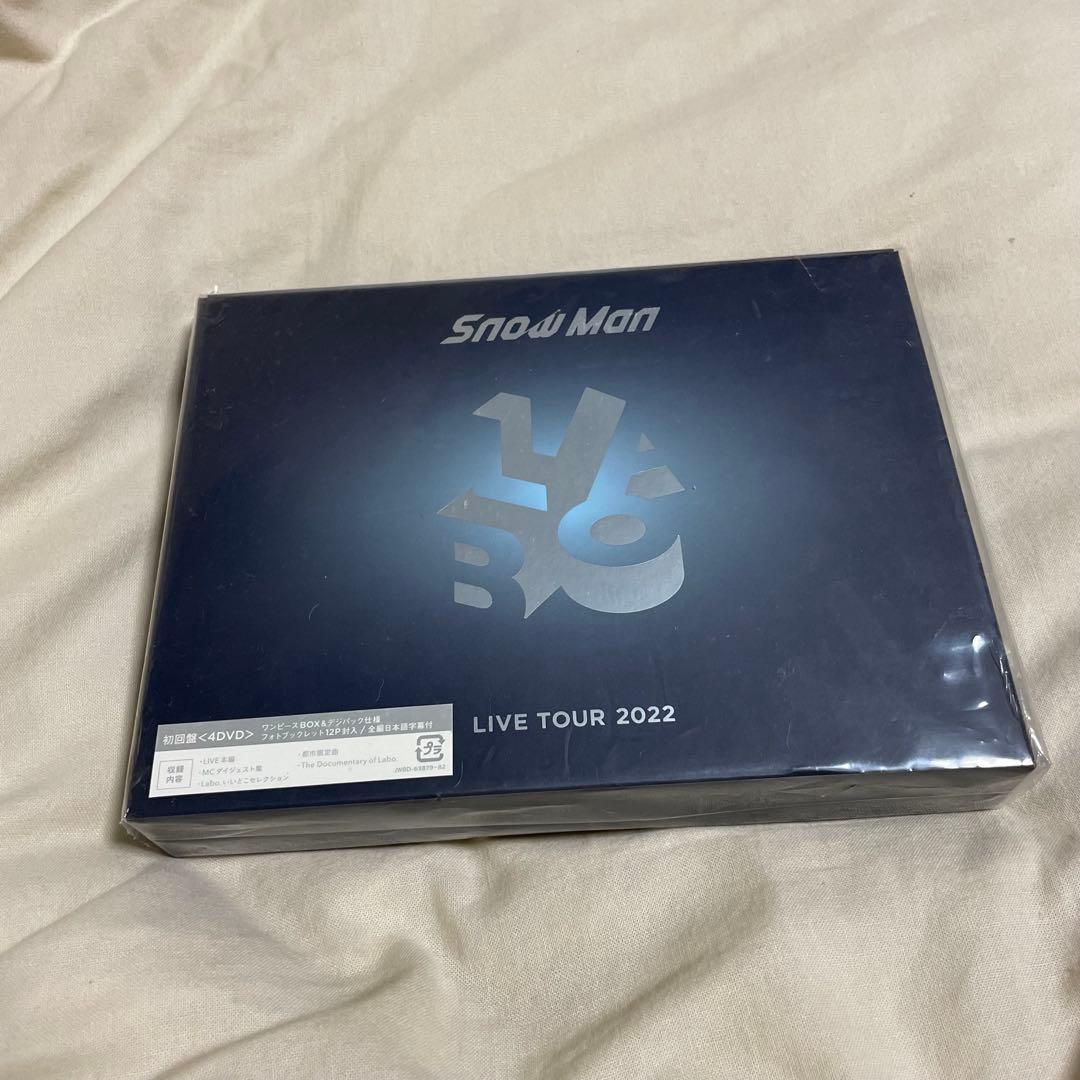 Snow Man
LABO
LIVE TOUR 2022
初回盤<4DVD>
ワンピースBOX&デジパック仕様
フォトブックレット12P封入 / 全編日本語字幕付
収録内容
・LIVE本編
・MCダイジェスト集
・Labo.いいとこセレクション
・都市限定曲
・The Documentary of Labo.
プラ
JWBD-63879~82